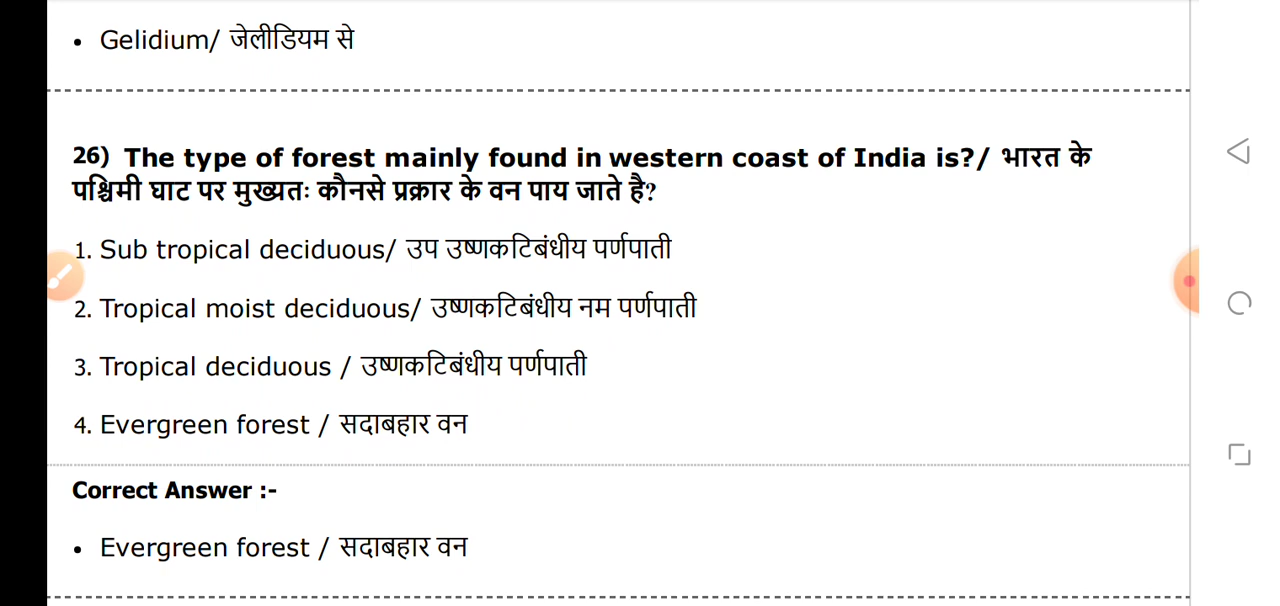 • Gelidium/ जेलीडियम से
26) The type of forest mainly found in western coast of India is?/ भारत के
पश्चिमी घाट पर मुख्यतः कौनसे प्रकार के वन पाय जाते है?
1. Sub tropical deciduous/ उप उष्णकटिबंधीय पर्णपाती
2. Tropical moist deciduous/ उष्णकटिबंधीय नम पर्णपाती
3. Tropical deciduous / उष्णकटिबंधीय पर्णपाती
4. Evergreen forest / सदाबहार वन
Correct Answer :-
• Evergreen forest / सदाबहार वन